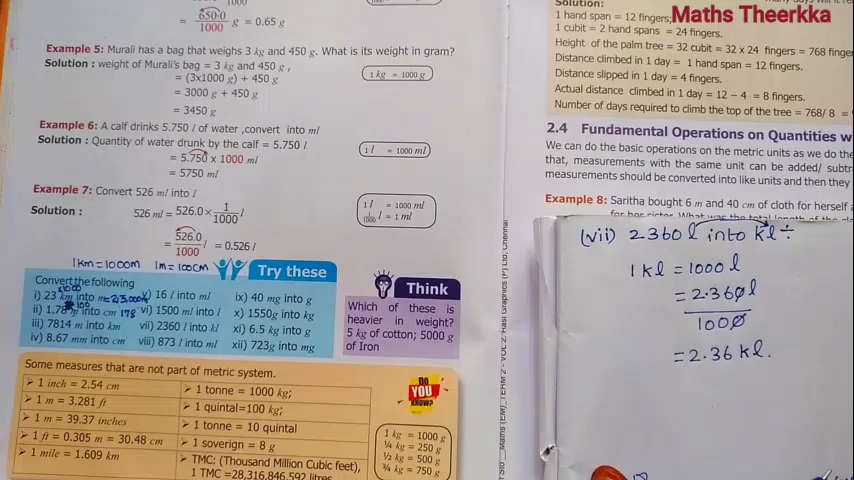 = 650.0/1000 g = 0.65 g
Example 5: Murali has a bag that weighs 3 kg and 450 g. What is its weight in gram?
Solution : weight of Murali's bag = 3 kg and 450 g ,
1 kg = 1000 g
= (3x1000 g) + 450 g
= 3000 g + 450 g
= 3450 g
Example 6: A calf drinks 5.750 l of water ,convert into ml
Solution : Quantity of water drunk by the calf = 5.750 l
1 l = 1000 ml
= 5.750 x 1000 ml
= 5750 ml
Example 7: Convert 526 ml into l
1 l = 1000 ml
1/1000 l = 1 ml
Solution : 526 ml = 526.0 × 1/1000 l
= 526.0/1000 l = 0.526 l
1km = 1000m 1m = 100cm
Try these
Convert the following
i) 23 km into m
ii) 1.78 m into cm 178
iii) 7814 m into km
iv) 8.67 mm into cm
v) 16 l into ml
vi) 1500 ml into l
vii) 2360 l into kl
viii) 873 l into ml
ix) 40 mg into g
x) 1550g into kg
xi) 6.5 kg into g
xii) 723g into mg
Think
Which of these is
heavier in weight?
5 kg of cotton; 5000 g
of Iron
Some measures that are not part of metric system.
➢ 1 inch = 2.54 cm
➢ 1 m = 3.281 ft
➢ 1 m = 39.37 inches
➢ 1 ft = 0.305 m = 30.48 cm
➢ 1 mile = 1.609 km
➢ 1 tonne = 1000 kg;
➢ 1 quintal=100 kg;
➢ 1 tonne = 10 quintal
➢ 1 soverign = 8 g
➢ TMC: (Thousand Million Cubic feet),
1 TMC =28,316,846,592 litres
DO
YOU
KNOW?
1 kg = 1000 g
¼ kg = 250 g
½ kg = 500 g
¾ kg = 750 g
Maths Theerkka
Solution:
1 hand span = 12 fingers;
1 cubit = 2 hand spans = 24 fingers.
Height of the palm tree = 32 cubit = 32 x 24 fingers = 768 finge
Distance climbed in 1 day = 1 hand span = 12 fingers.
Distance slipped in 1 day = 4 fingers.
Actual distance climbed in 1 day = 12 – 4 = 8 fingers.
Number of days required to climb the top of the tree = 768/ 8 =
2.4 Fundamental Operations on Quantities w
We can do the basic operations on the metric units as we do the
that, measurements with the same unit can be added/ subtr
measurements should be converted into like units and then they
Example 8: Saritha bought 6 m and 40 cm of cloth for herself
(vii) 2360 l into kl ÷
1 kl = 1000 l
= 2.360 l
1000
= 2.36 kl.